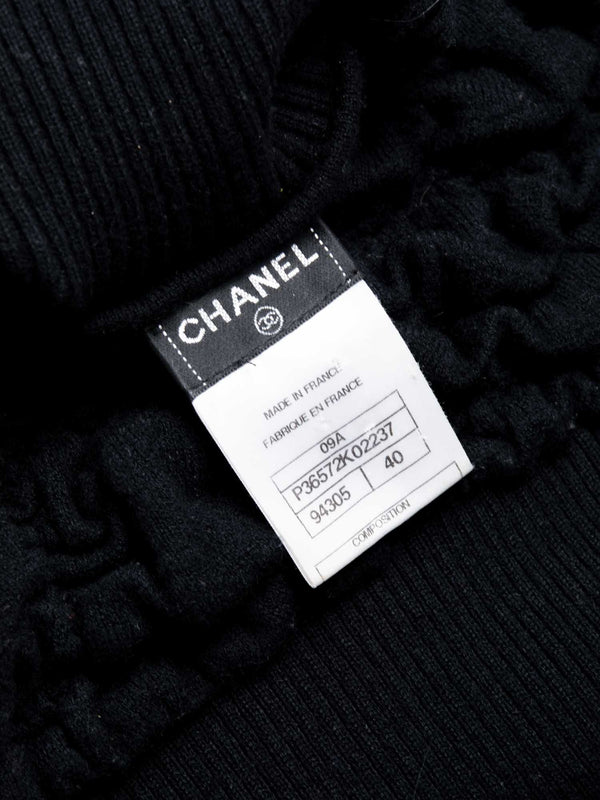 CHANEL
MADE IN FRANCE
FABRIQUE EN FRANCE
09A
P36572K02237
94305 40
COMPOSITION